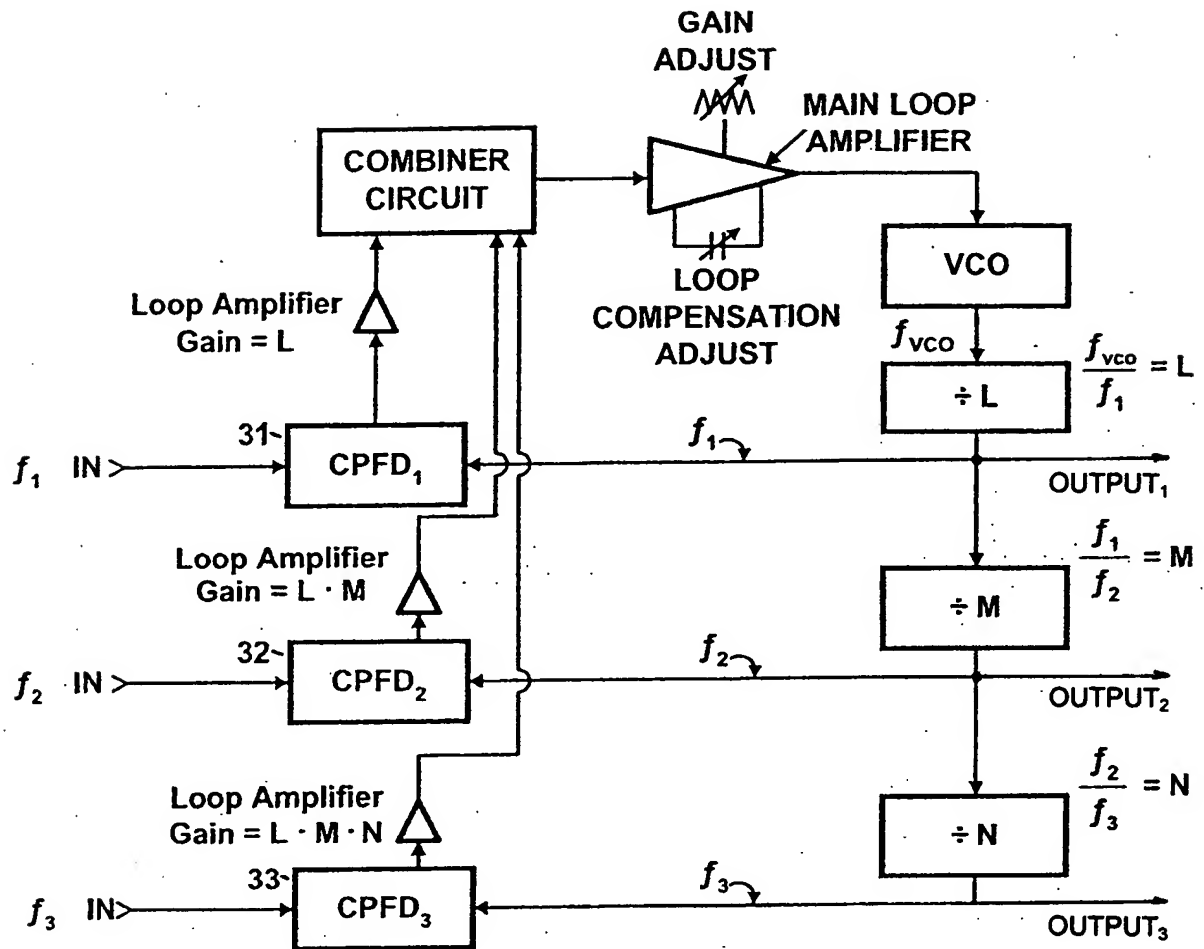 GAIN
ADJUST
MAIN LOOP
AMPLIFIER
COMBINER
CIRCUIT
VCO
LOOP
COMPENSATION
ADJUST
Loop Amplifier
Gain = L
f_VCO
f_vco / f_1 = L
÷ L
31
f_1 IN
CPFD_1
f_1
OUTPUT_1
Loop Amplifier
Gain = L · M
f_1 / f_2 = M
÷ M
32
f_2 IN
CPFD_2
f_2
OUTPUT_2
Loop Amplifier
Gain = L · M · N
f_2 / f_3 = N
÷ N
33
f_3 IN
CPFD_3
f_3
OUTPUT_3